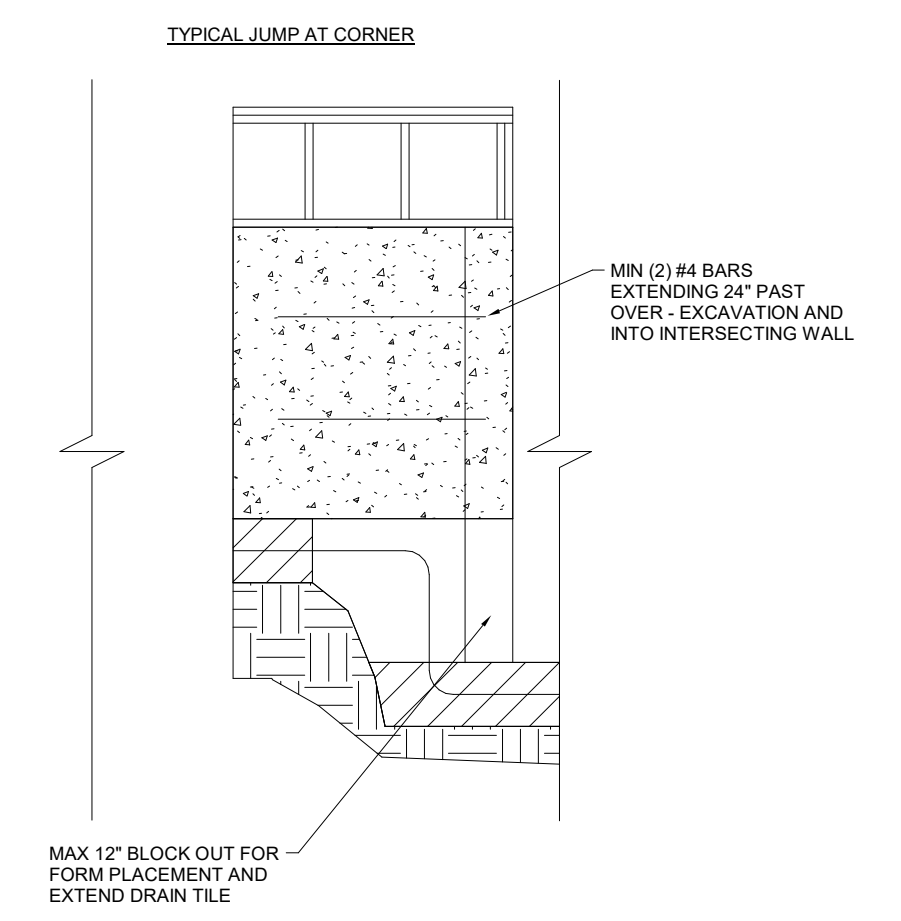 TYPICAL JUMP AT CORNER
MIN (2) #4 BARS
EXTENDING 24" PAST
OVER - EXCAVATION AND
INTO INTERSECTING WALL
MAX 12" BLOCK OUT FOR
FORM PLACEMENT AND
EXTEND DRAIN TILE